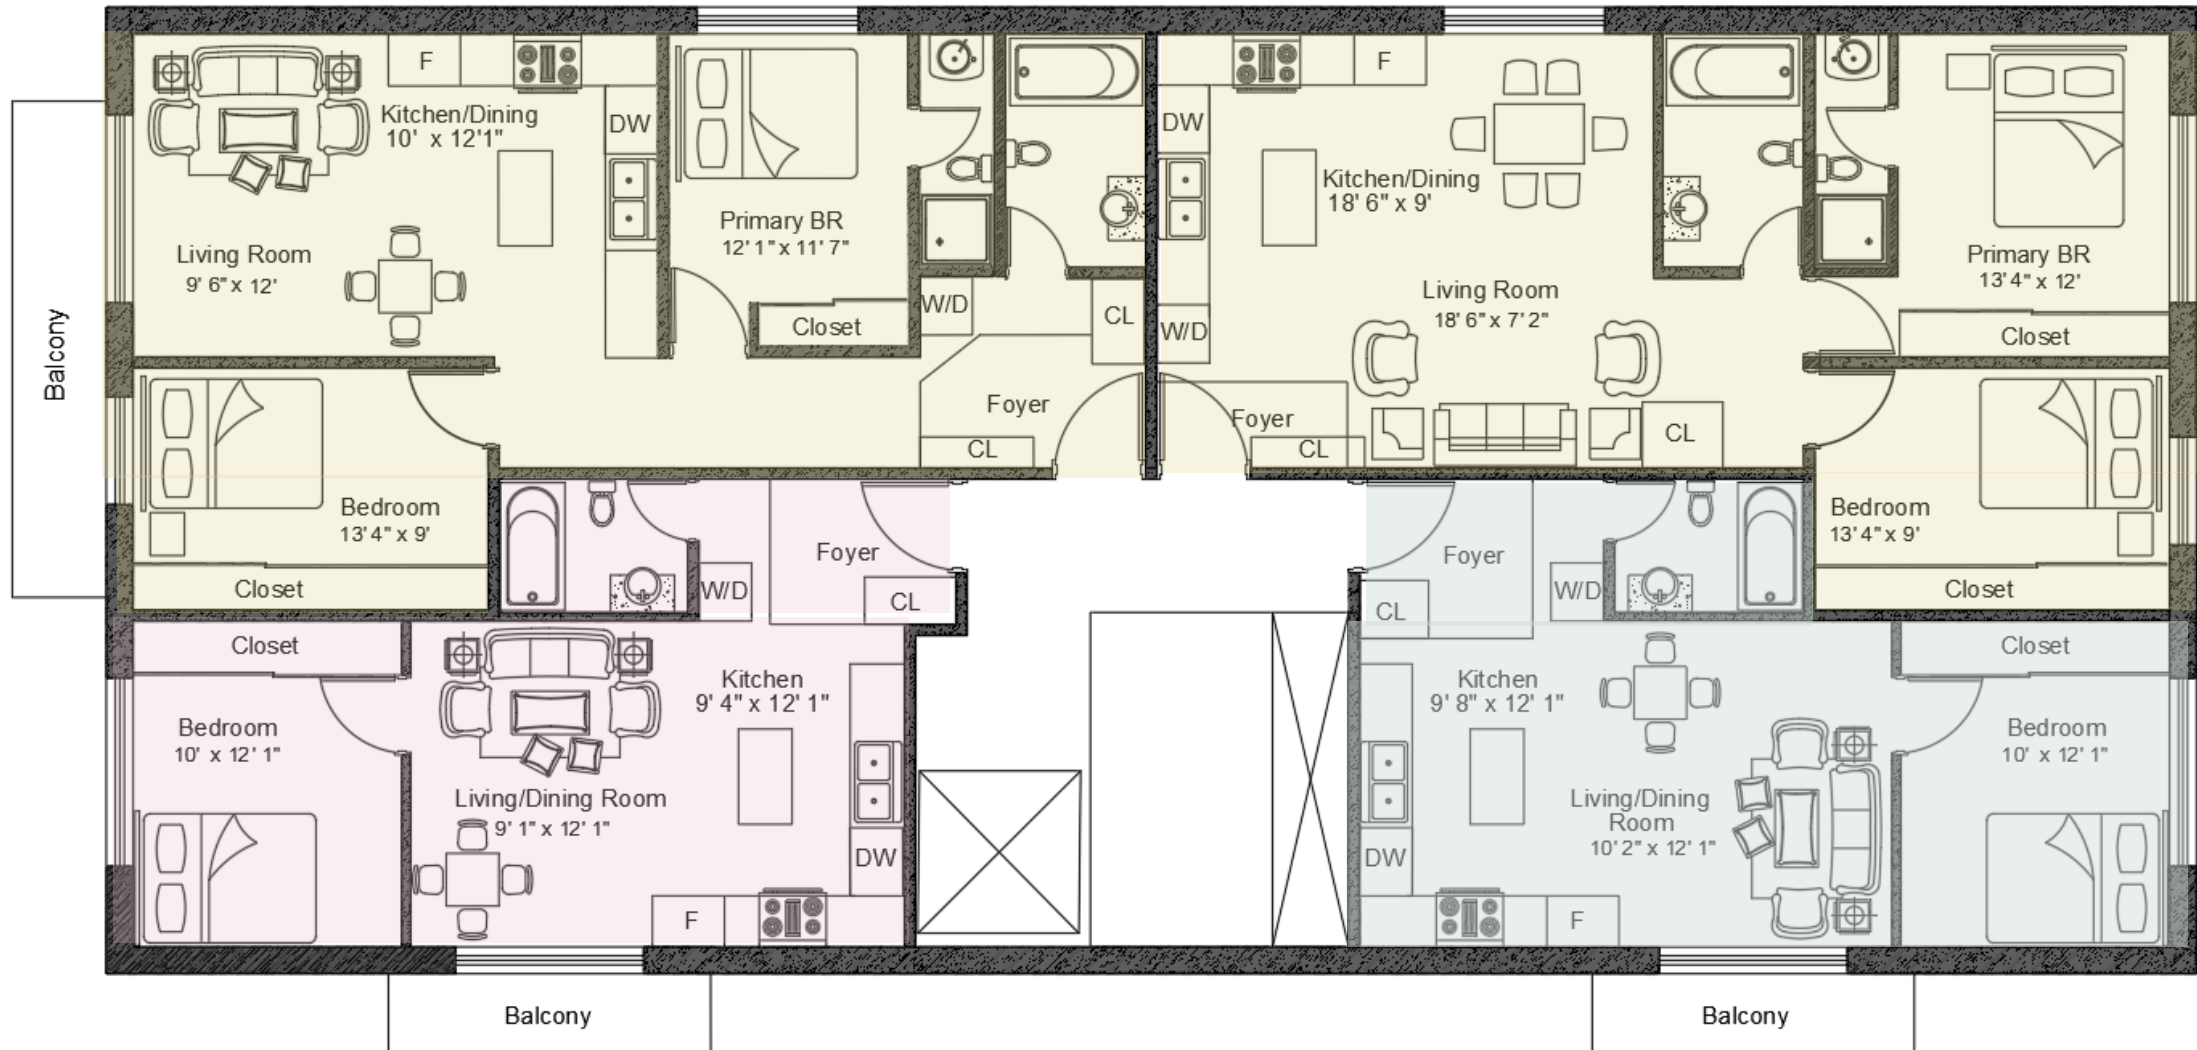 F
Kitchen/Dining
10' x 12'1"
DW
Living Room
9' 6" x 12'
Primary BR
12' 1" x 11' 7"
Closet
W/D
CL
Foyer
CL
Balcony
Bedroom
13' 4" x 9'
Closet
F
DW
Kitchen/Dining
18' 6" x 9'
Living Room
18' 6" x 7' 2"
W/D
Foyer
CL
CL
Primary BR
13' 4" x 12'
Closet
Bedroom
13' 4" x 9'
Closet
Foyer
W/D
CL
Closet
Bedroom
10' x 12' 1"
Kitchen
9' 4" x 12' 1"
Living/Dining Room
9' 1" x 12' 1"
DW
F
Balcony
Foyer
W/D
CL
Closet
Kitchen
9' 8" x 12' 1"
Bedroom
10' x 12' 1"
Living/Dining
Room
10' 2" x 12' 1"
DW
F
Balcony